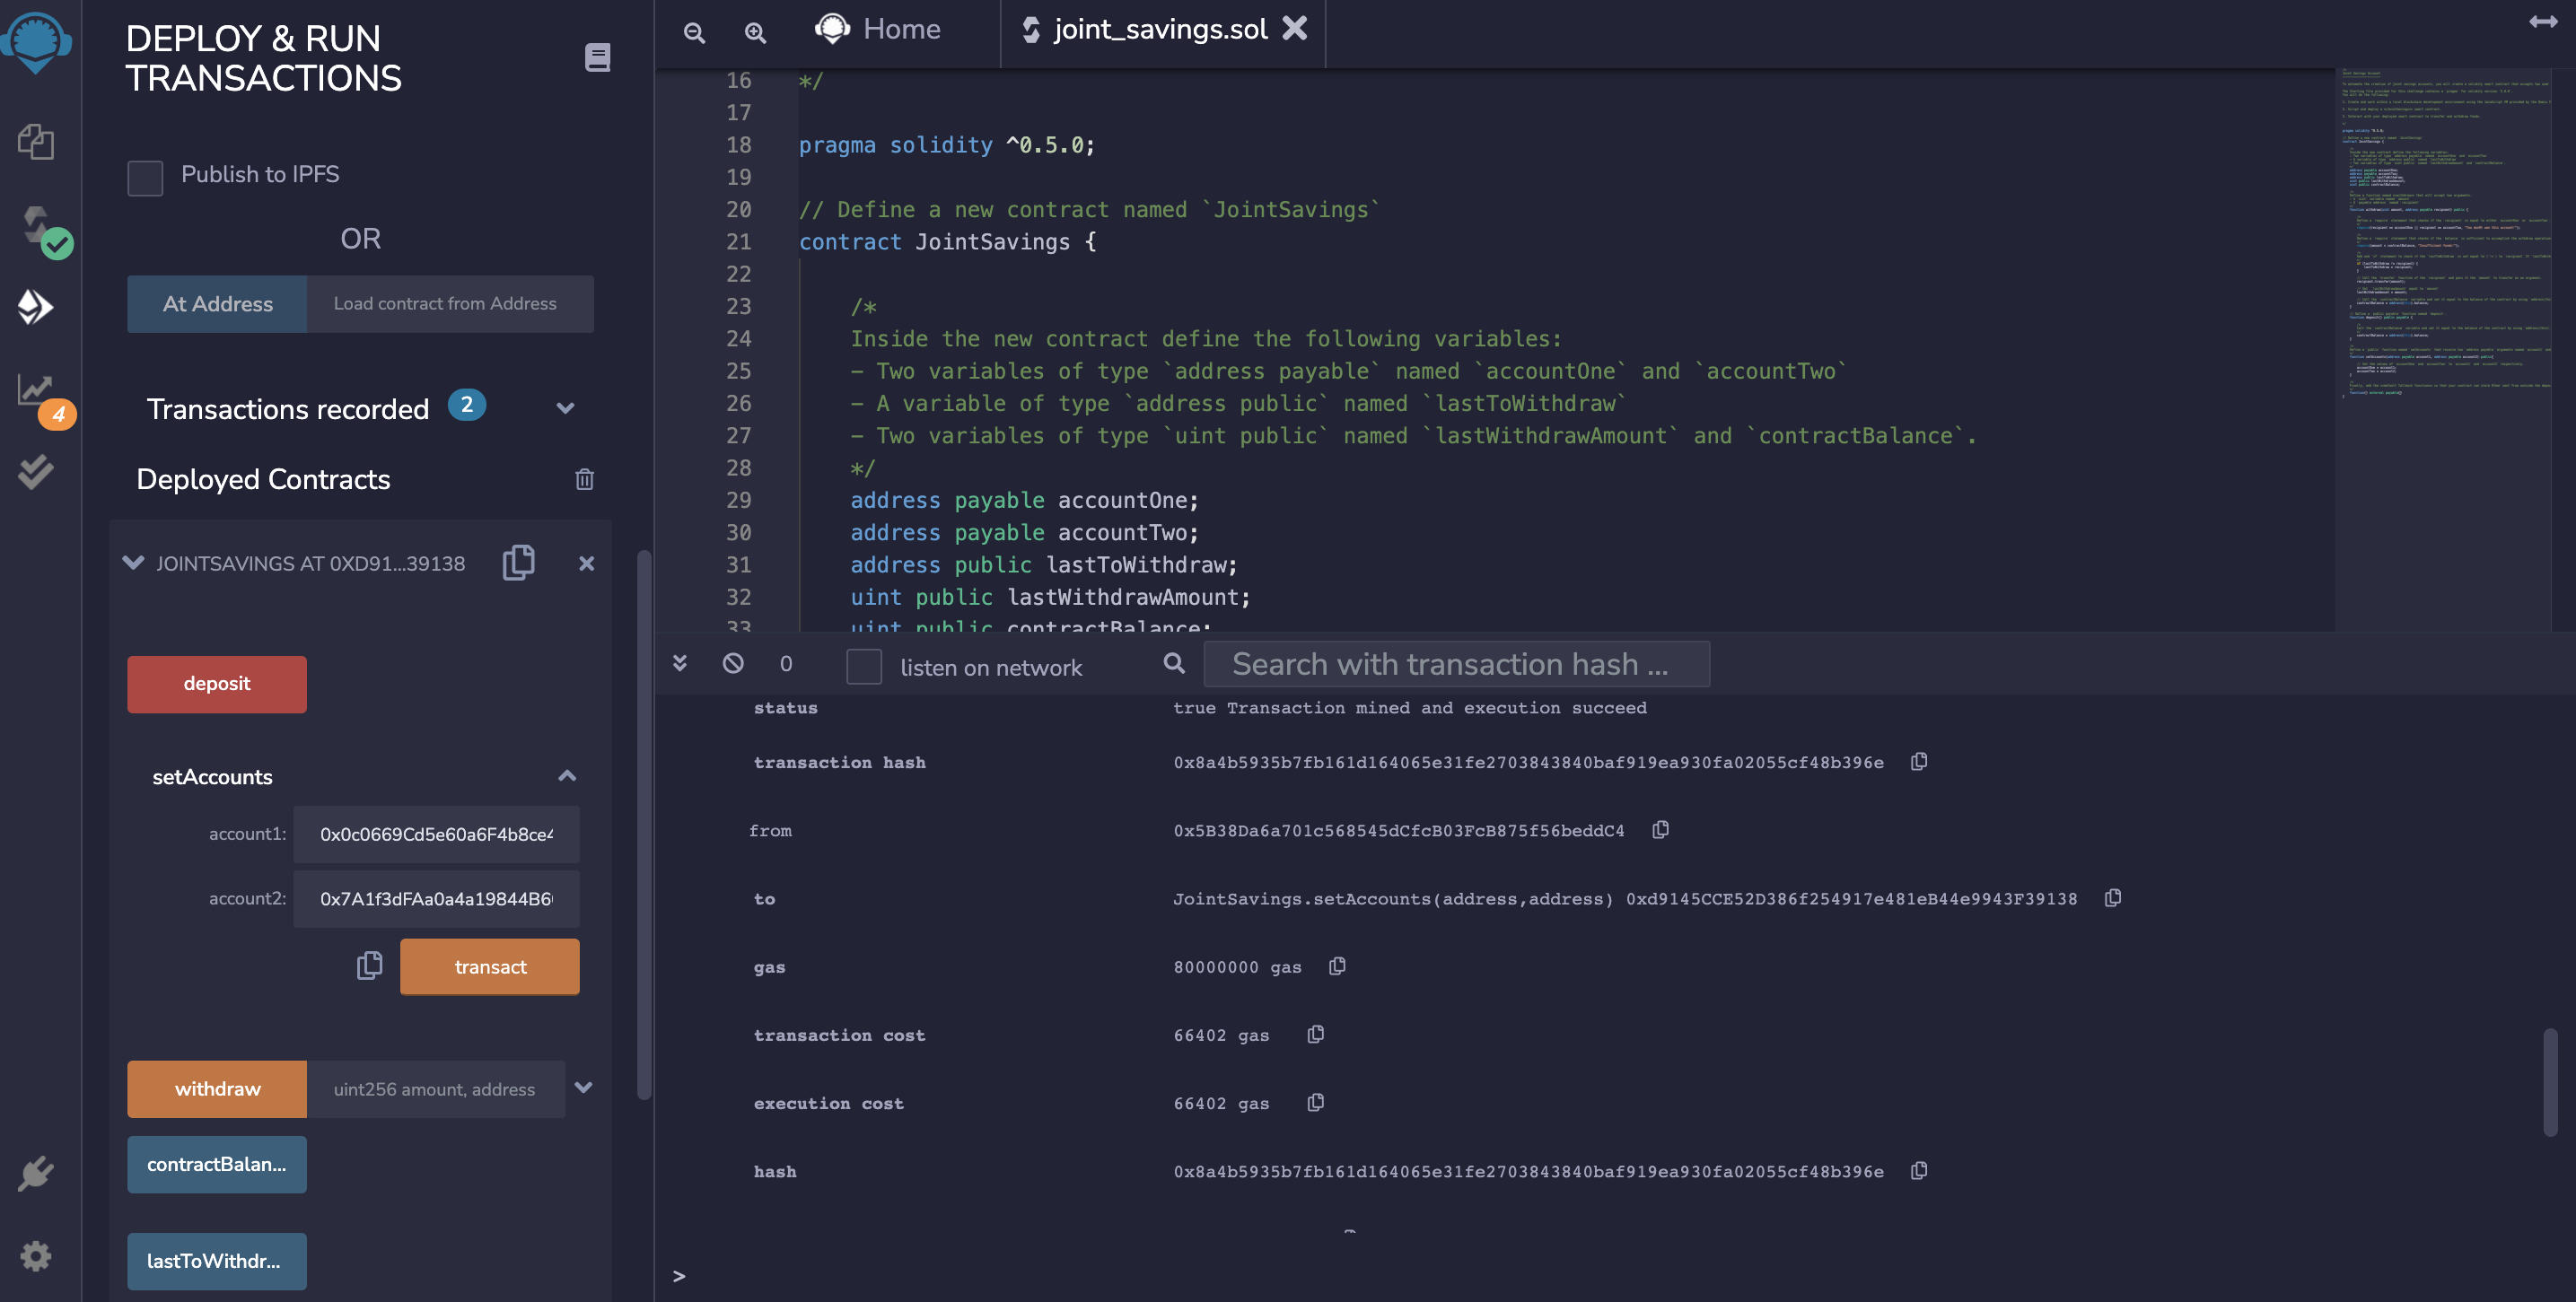 DEPLOY & RUN
TRANSACTIONS
Publish to IPFS
OR
At Address
Load contract from Address
4
Transactions recorded 2
Deployed Contracts
JOINTSAVINGS AT 0XD91...39138
deposit
setAccounts
account1: 0x0c0669Cd5e60a6F4b8ce4
account2: 0x7A1f3dFAa0a4a19844B6
transact
withdraw
uint256 amount, address
contractBalan...
lastToWithdr...
Home
joint_savings.sol
16 */
17
18 pragma solidity ^0.5.0;
19
20 // Define a new contract named `JointSavings`
21 contract JointSavings {
22
23 /*
24 Inside the new contract define the following variables:
25 - Two variables of type `address payable` named `accountOne` and `accountTwo`
26 - A variable of type `address public` named `lastToWithdraw`
27 - Two variables of type `uint public` named `lastWithdrawAmount` and `contractBalance`.
28 */
29 address payable accountOne;
30 address payable accountTwo;
31 address public lastToWithdraw;
32 uint public lastWithdrawAmount;
33 uint public contractBalance;
0
listen on network
Search with transaction hash ...
status true Transaction mined and execution succeed
transaction hash 0x8a4b5935b7fb161d164065e31fe2703843840baf919ea930fa02055cf48b396e
from 0x5B38Da6a701c568545dCfcB03FcB875f56beddC4
to JointSavings.setAccounts(address,address) 0xd9145CCE52D386f254917e481eB44e9943F39138
gas 80000000 gas
transaction cost 66402 gas
execution cost 66402 gas
hash 0x8a4b5935b7fb161d164065e31fe2703843840baf919ea930fa02055cf48b396e
>